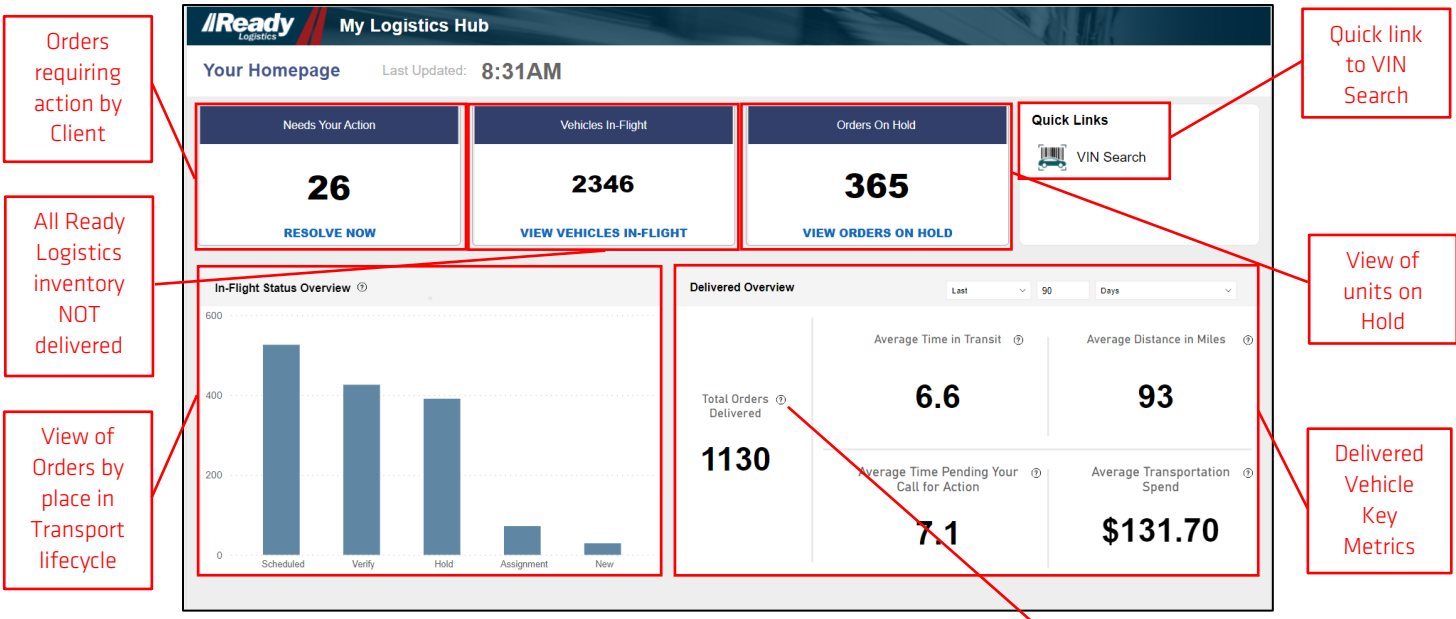 Orders
requiring
action by
Client
All Ready
Logistics
inventory
NOT
delivered
View of
Orders by
place in
Transport
lifecycle
//Ready
Logistics
My Logistics Hub
Your Homepage
Last Updated: 8:31AM
Needs Your Action
26
RESOLVE NOW
Vehicles In-Flight
2346
VIEW VEHICLES IN-FLIGHT
Orders On Hold
365
VIEW ORDERS ON HOLD
Quick Links
VIN Search
In-Flight Status Overview ?
600
400
200
0
Scheduled Verify Hold Assignment New
Delivered Overview
Last 90 Days
Total Orders ?
Delivered
1130
Average Time in Transit ?
6.6
Average Distance in Miles ?
93
Average Time Pending Your ?
Call for Action
7.1
Average Transportation ?
Spend
$131.70
Quick link
to VIN
Search
View of
units on
Hold
Delivered
Vehicle
Key
Metrics